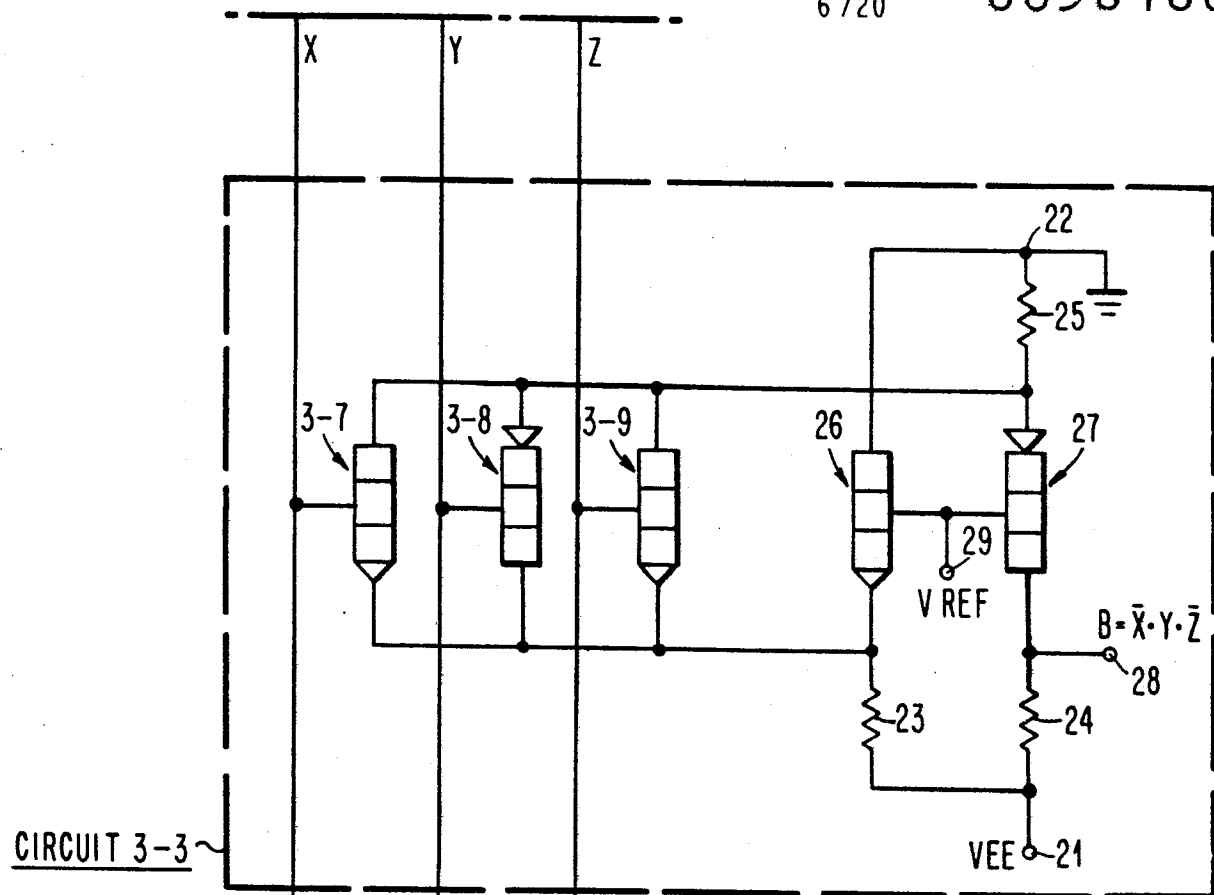 6/20
X
Y
Z
22
25
3-7
3-8
3-9
26
27
29
V REF
B = X̄·Y·Z̄
28
23
24
CIRCUIT 3-3
VEE
21